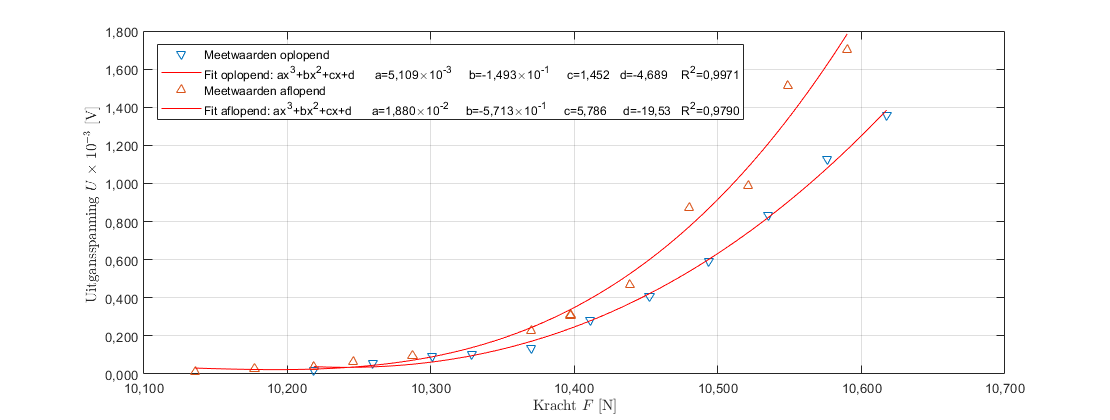 1,800
1,600
1,400
1,200
1,000
0,800
0,600
0,400
0,200
0,000
Uitgansspanning U × 10⁻³ [V]
Meetwaarden oplopend
Fit oplopend: ax³+bx²+cx+d a=5,109×10⁻³ b=-1,493×10⁻¹ c=1,452 d=-4,689 R²=0,9971
Meetwaarden aflopend
Fit aflopend: ax³+bx²+cx+d a=1,880×10⁻² b=-5,713×10⁻¹ c=5,786 d=-19,53 R²=0,9790
10,100 10,200 10,300 10,400 10,500 10,600 10,700
Kracht F [N]